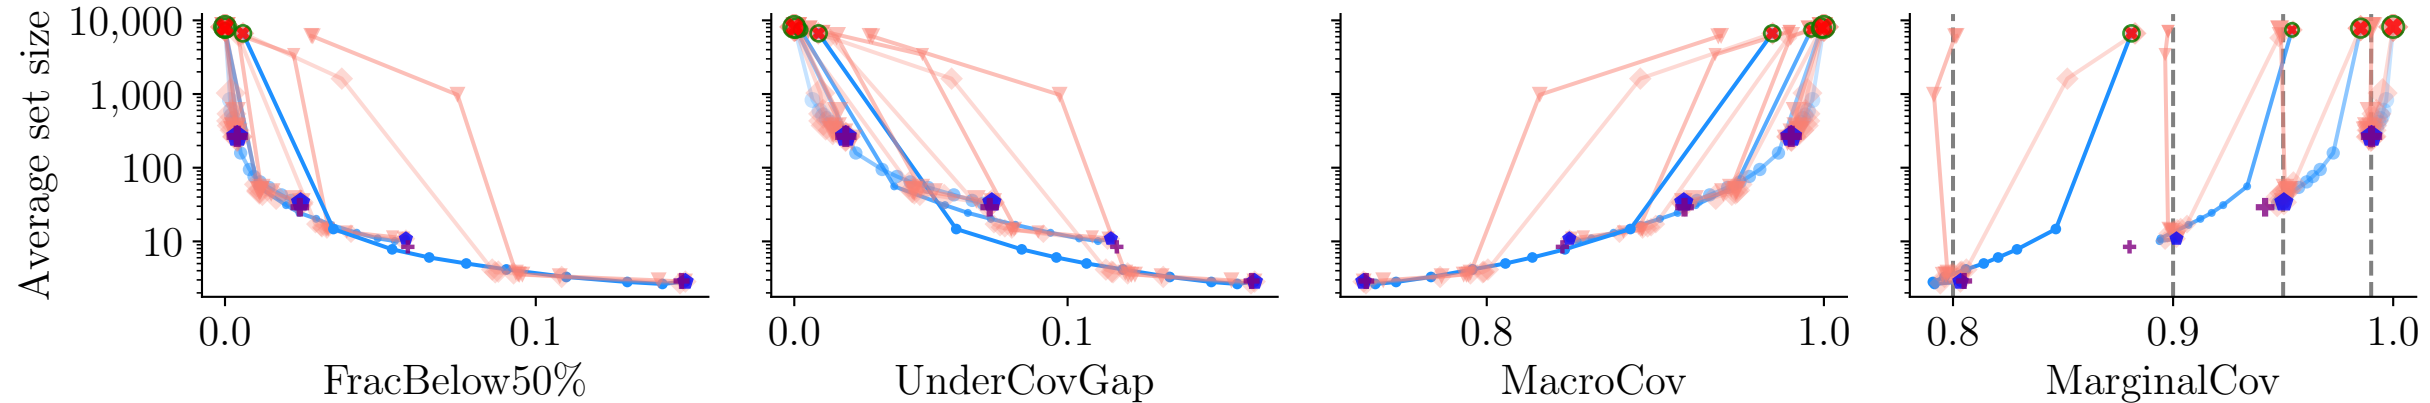 Average set size
10,000
1,000
100
10
0.0 0.1
FracBelow50%
0.0 0.1
UnderCovGap
0.8 1.0
MacroCov
0.8 0.9 1.0
MarginalCov